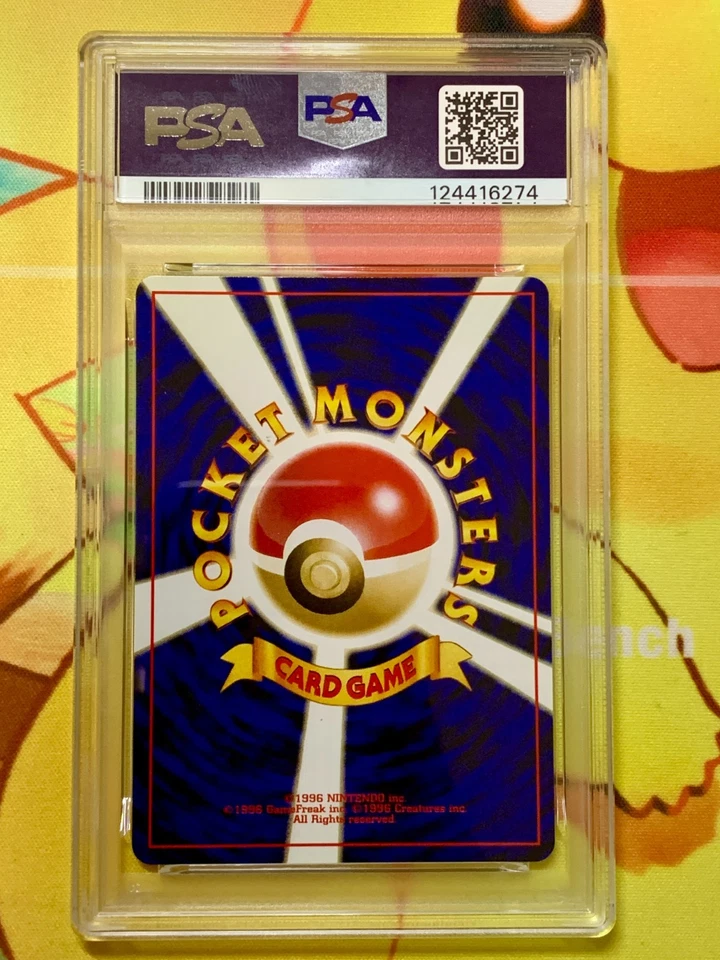 PSA
PSA
124416274
POCKET MONSTERS
CARD GAME
©1996 NINTENDO inc.
©1996 GameFreak inc. ©1996 Creatures inc.
All Rights reserved.
ench